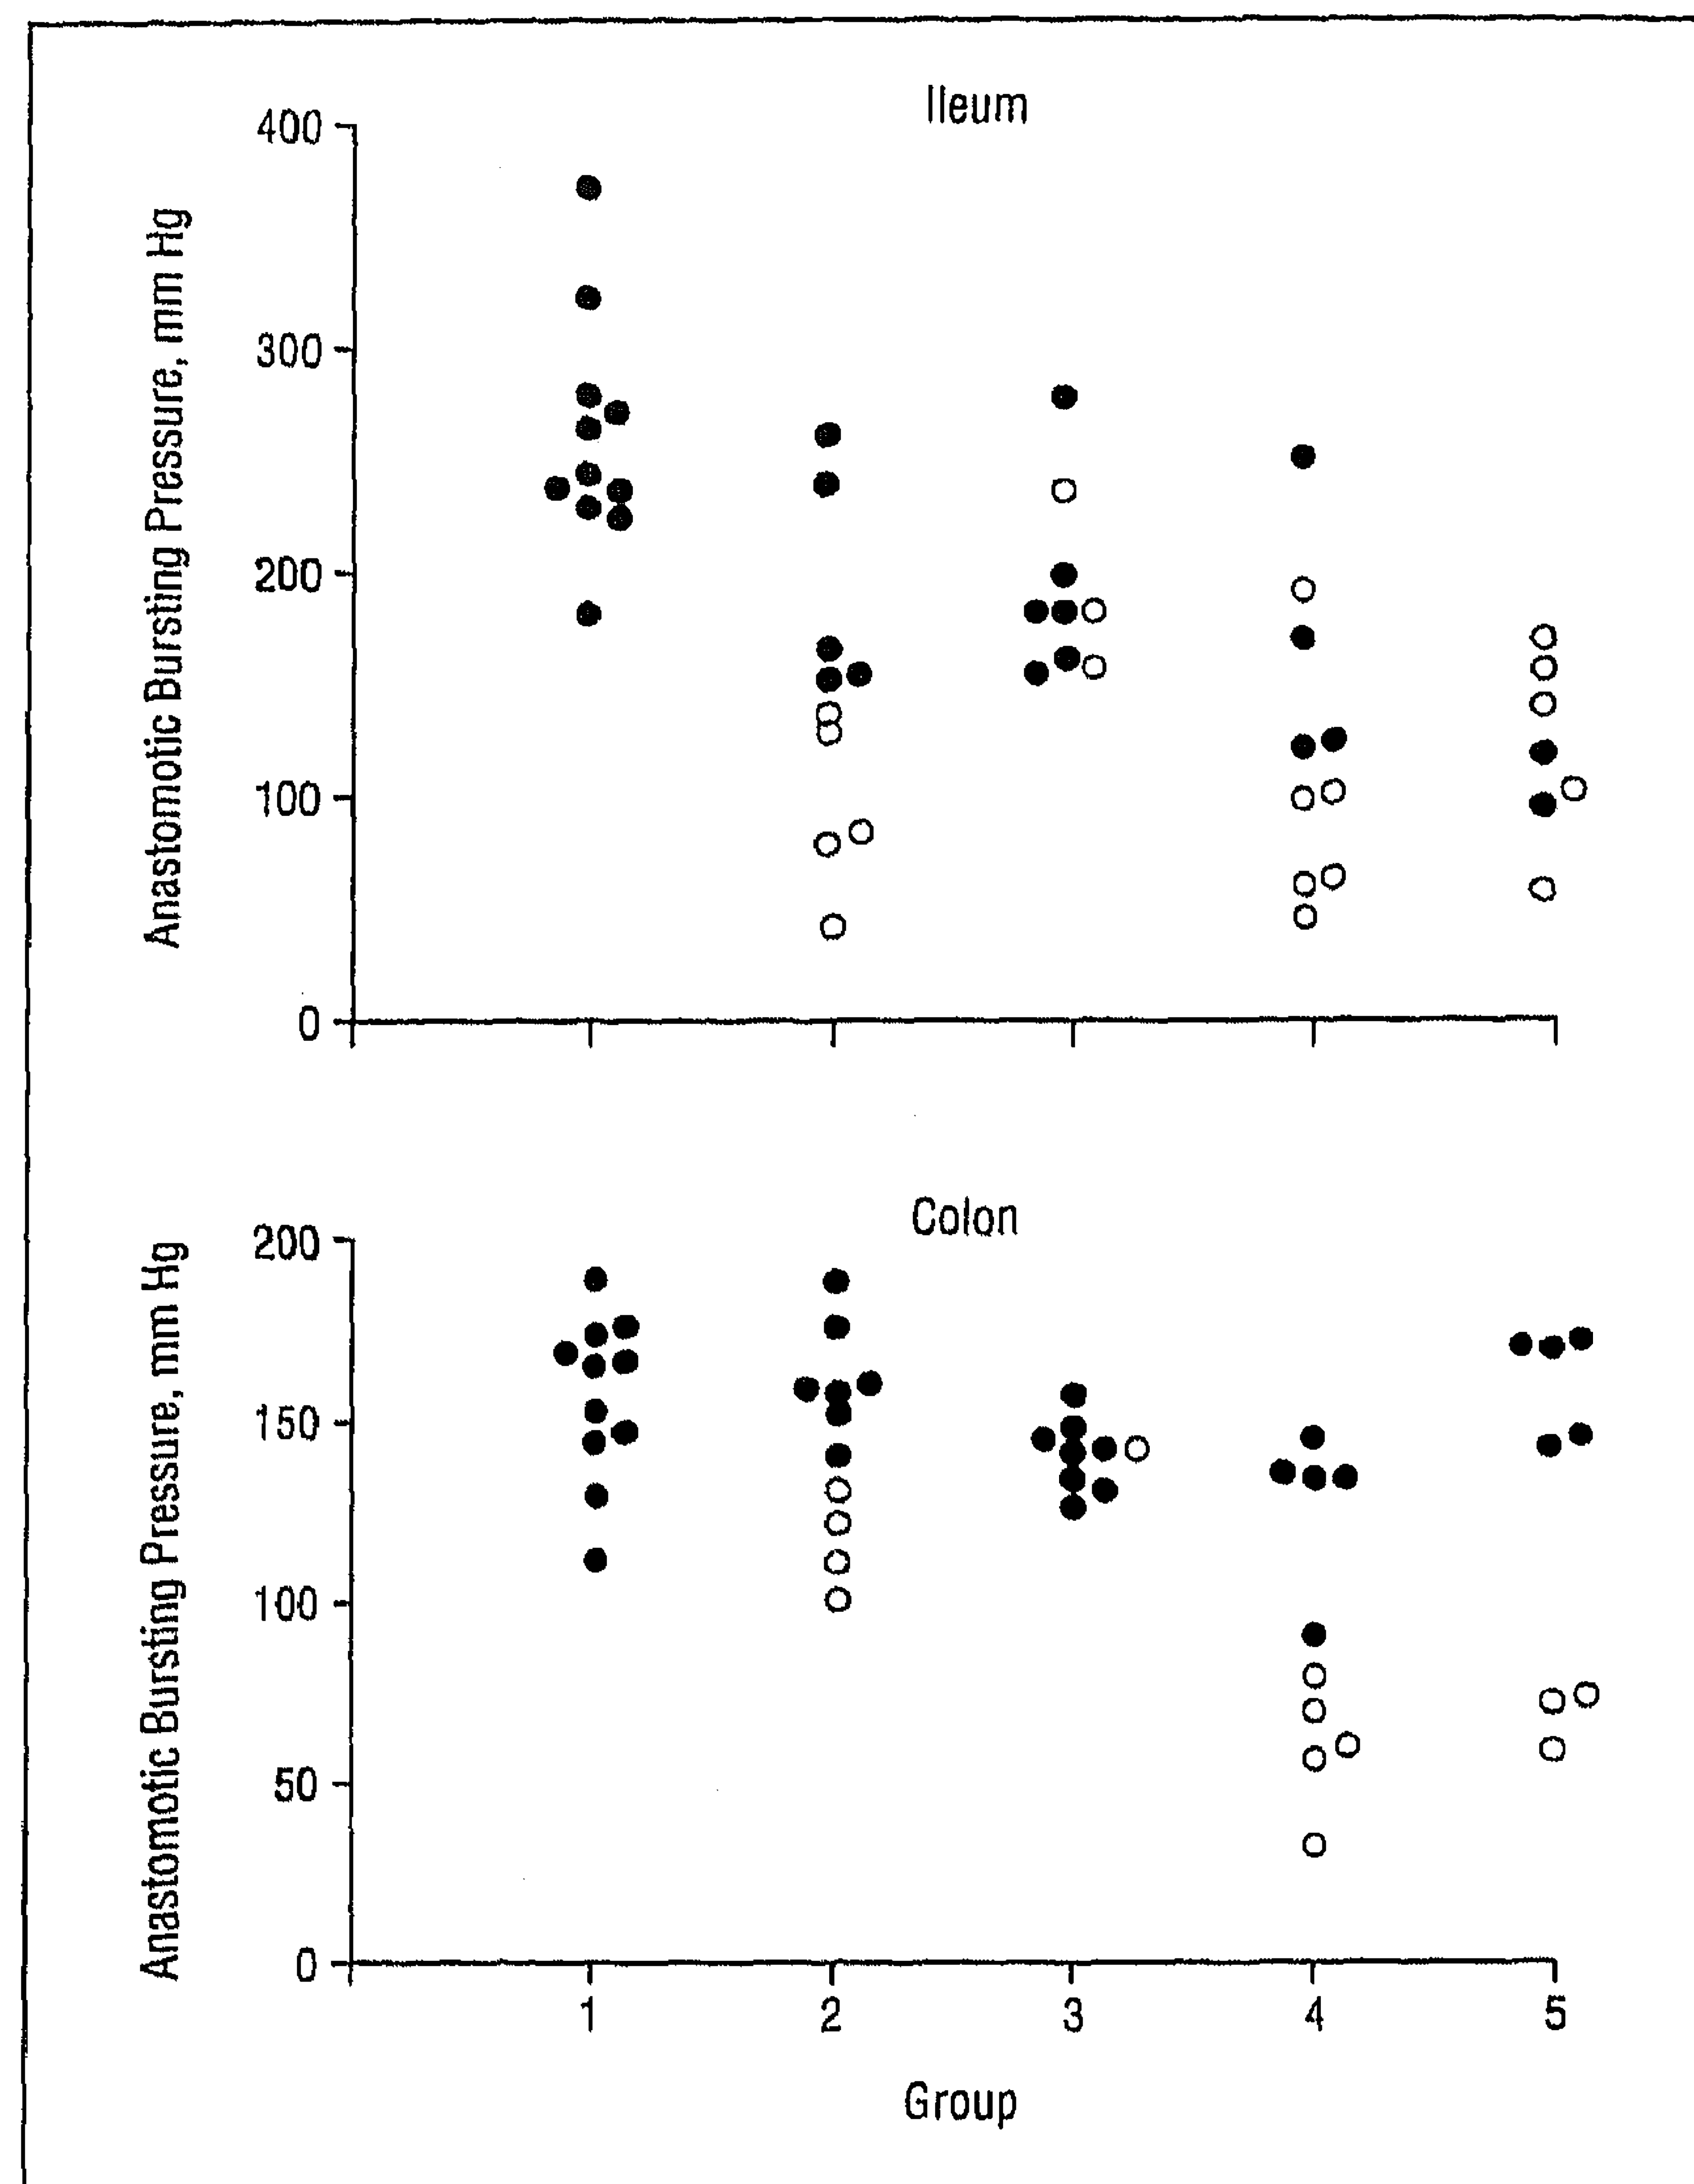 Ileum
Anastomotic Bursting Pressure, mm Hg
400
300
200
100
0
Colon
Anastomotic Bursting Pressure, mm Hg
200
150
100
50
0
1 2 3 4 5
Group